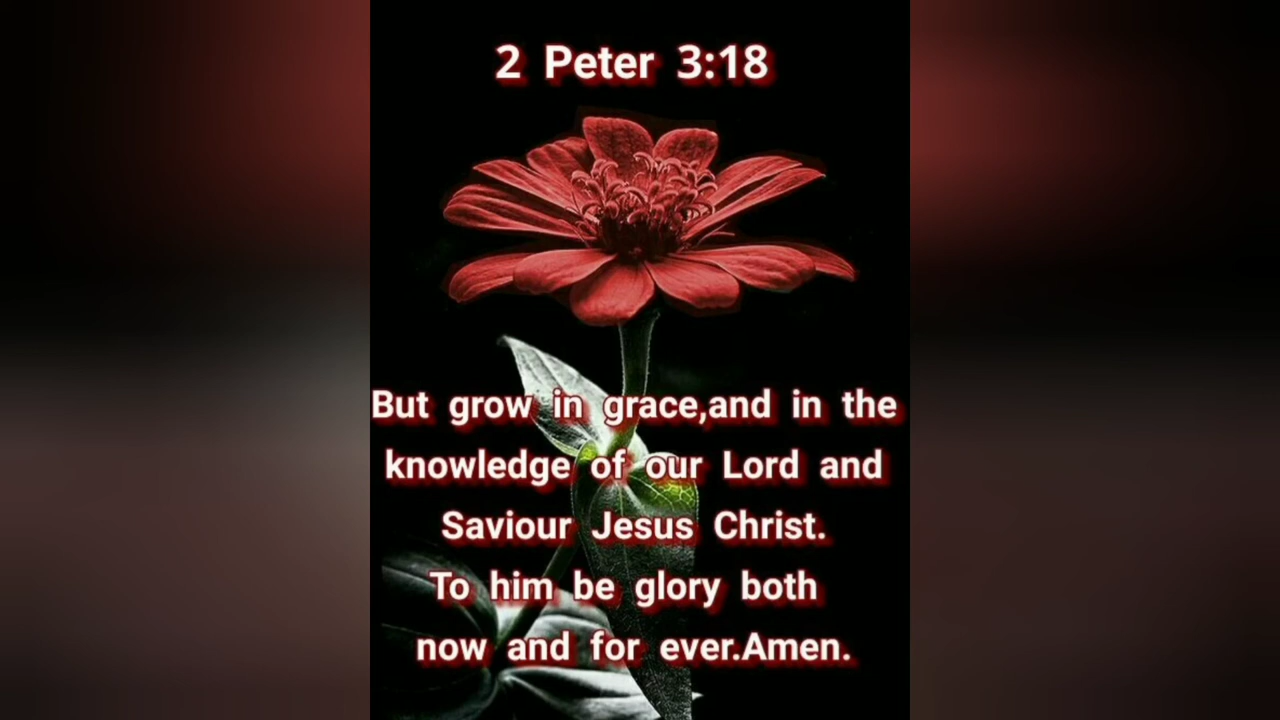 2 Peter 3:18
But grow in grace,and in the
knowledge of our Lord and
Saviour Jesus Christ.
To him be glory both
now and for ever.Amen.